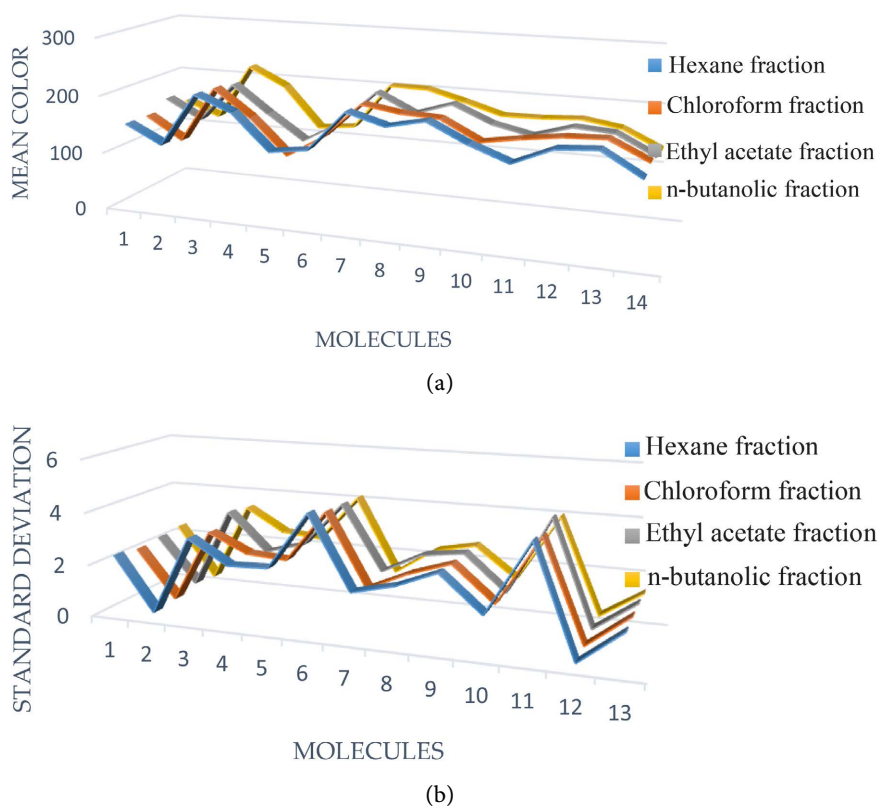 300
200
100
0
MEAN COLOR
1 2 3 4 5 6 7 8 9 10 11 12 13 14
MOLECULES
Hexane fraction
Chloroform fraction
Ethyl acetate fraction
n-butanolic fraction
(a)
6
4
2
0
STANDARD DEVIATION
1 2 3 4 5 6 7 8 9 10 11 12 13
MOLECULES
Hexane fraction
Chloroform fraction
Ethyl acetate fraction
n-butanolic fraction
(b)